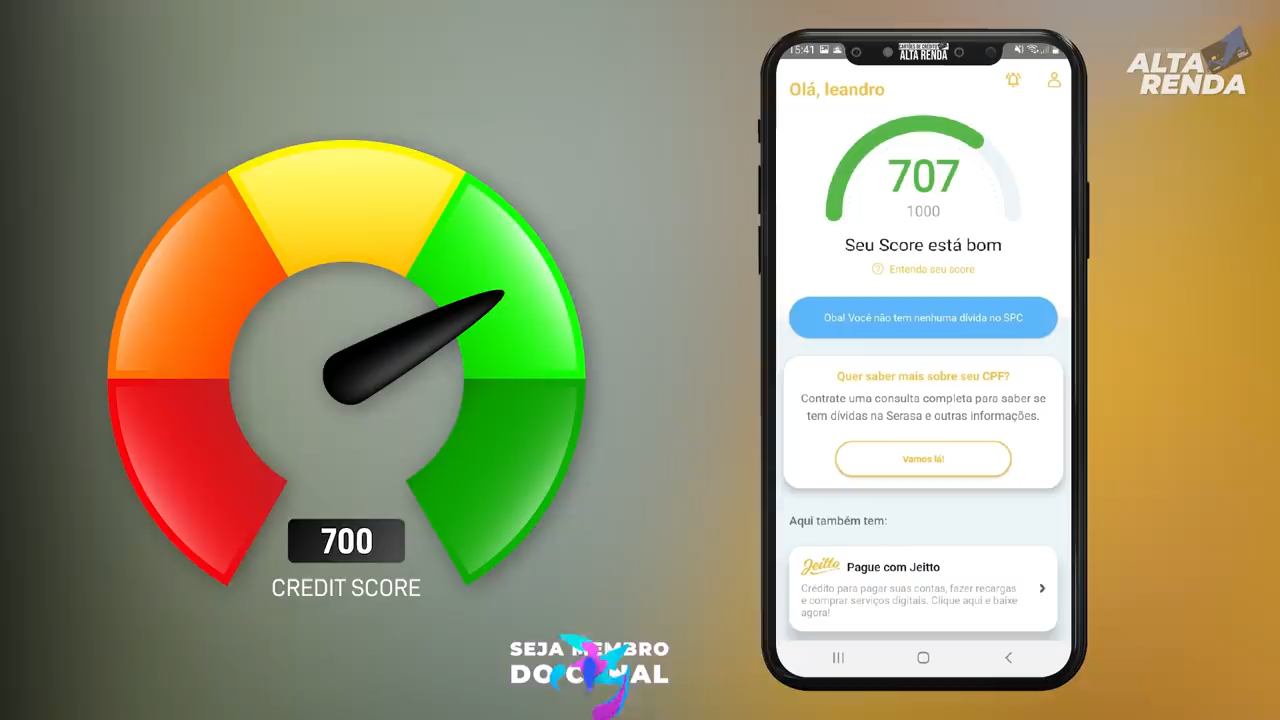 700
CREDIT SCORE
SEJA MEMBRO
DO CANAL
15:41
CARTÕES DE CRÉDITO
ALTA RENDA
Olá, leandro
707
1000
Seu Score está bom
Entenda seu score
Oba! Você não tem nenhuma dívida no SPC
Quer saber mais sobre seu CPF?
Contrate uma consulta completa para saber se
tem dívidas na Serasa e outras informações.
Vamos lá!
Aqui também tem:
Jeitto
Pague com Jeitto
Crédito para pagar suas contas, fazer recargas
e comprar serviços digitais. Clique aqui e baixe
agora!
ALTA
RENDA